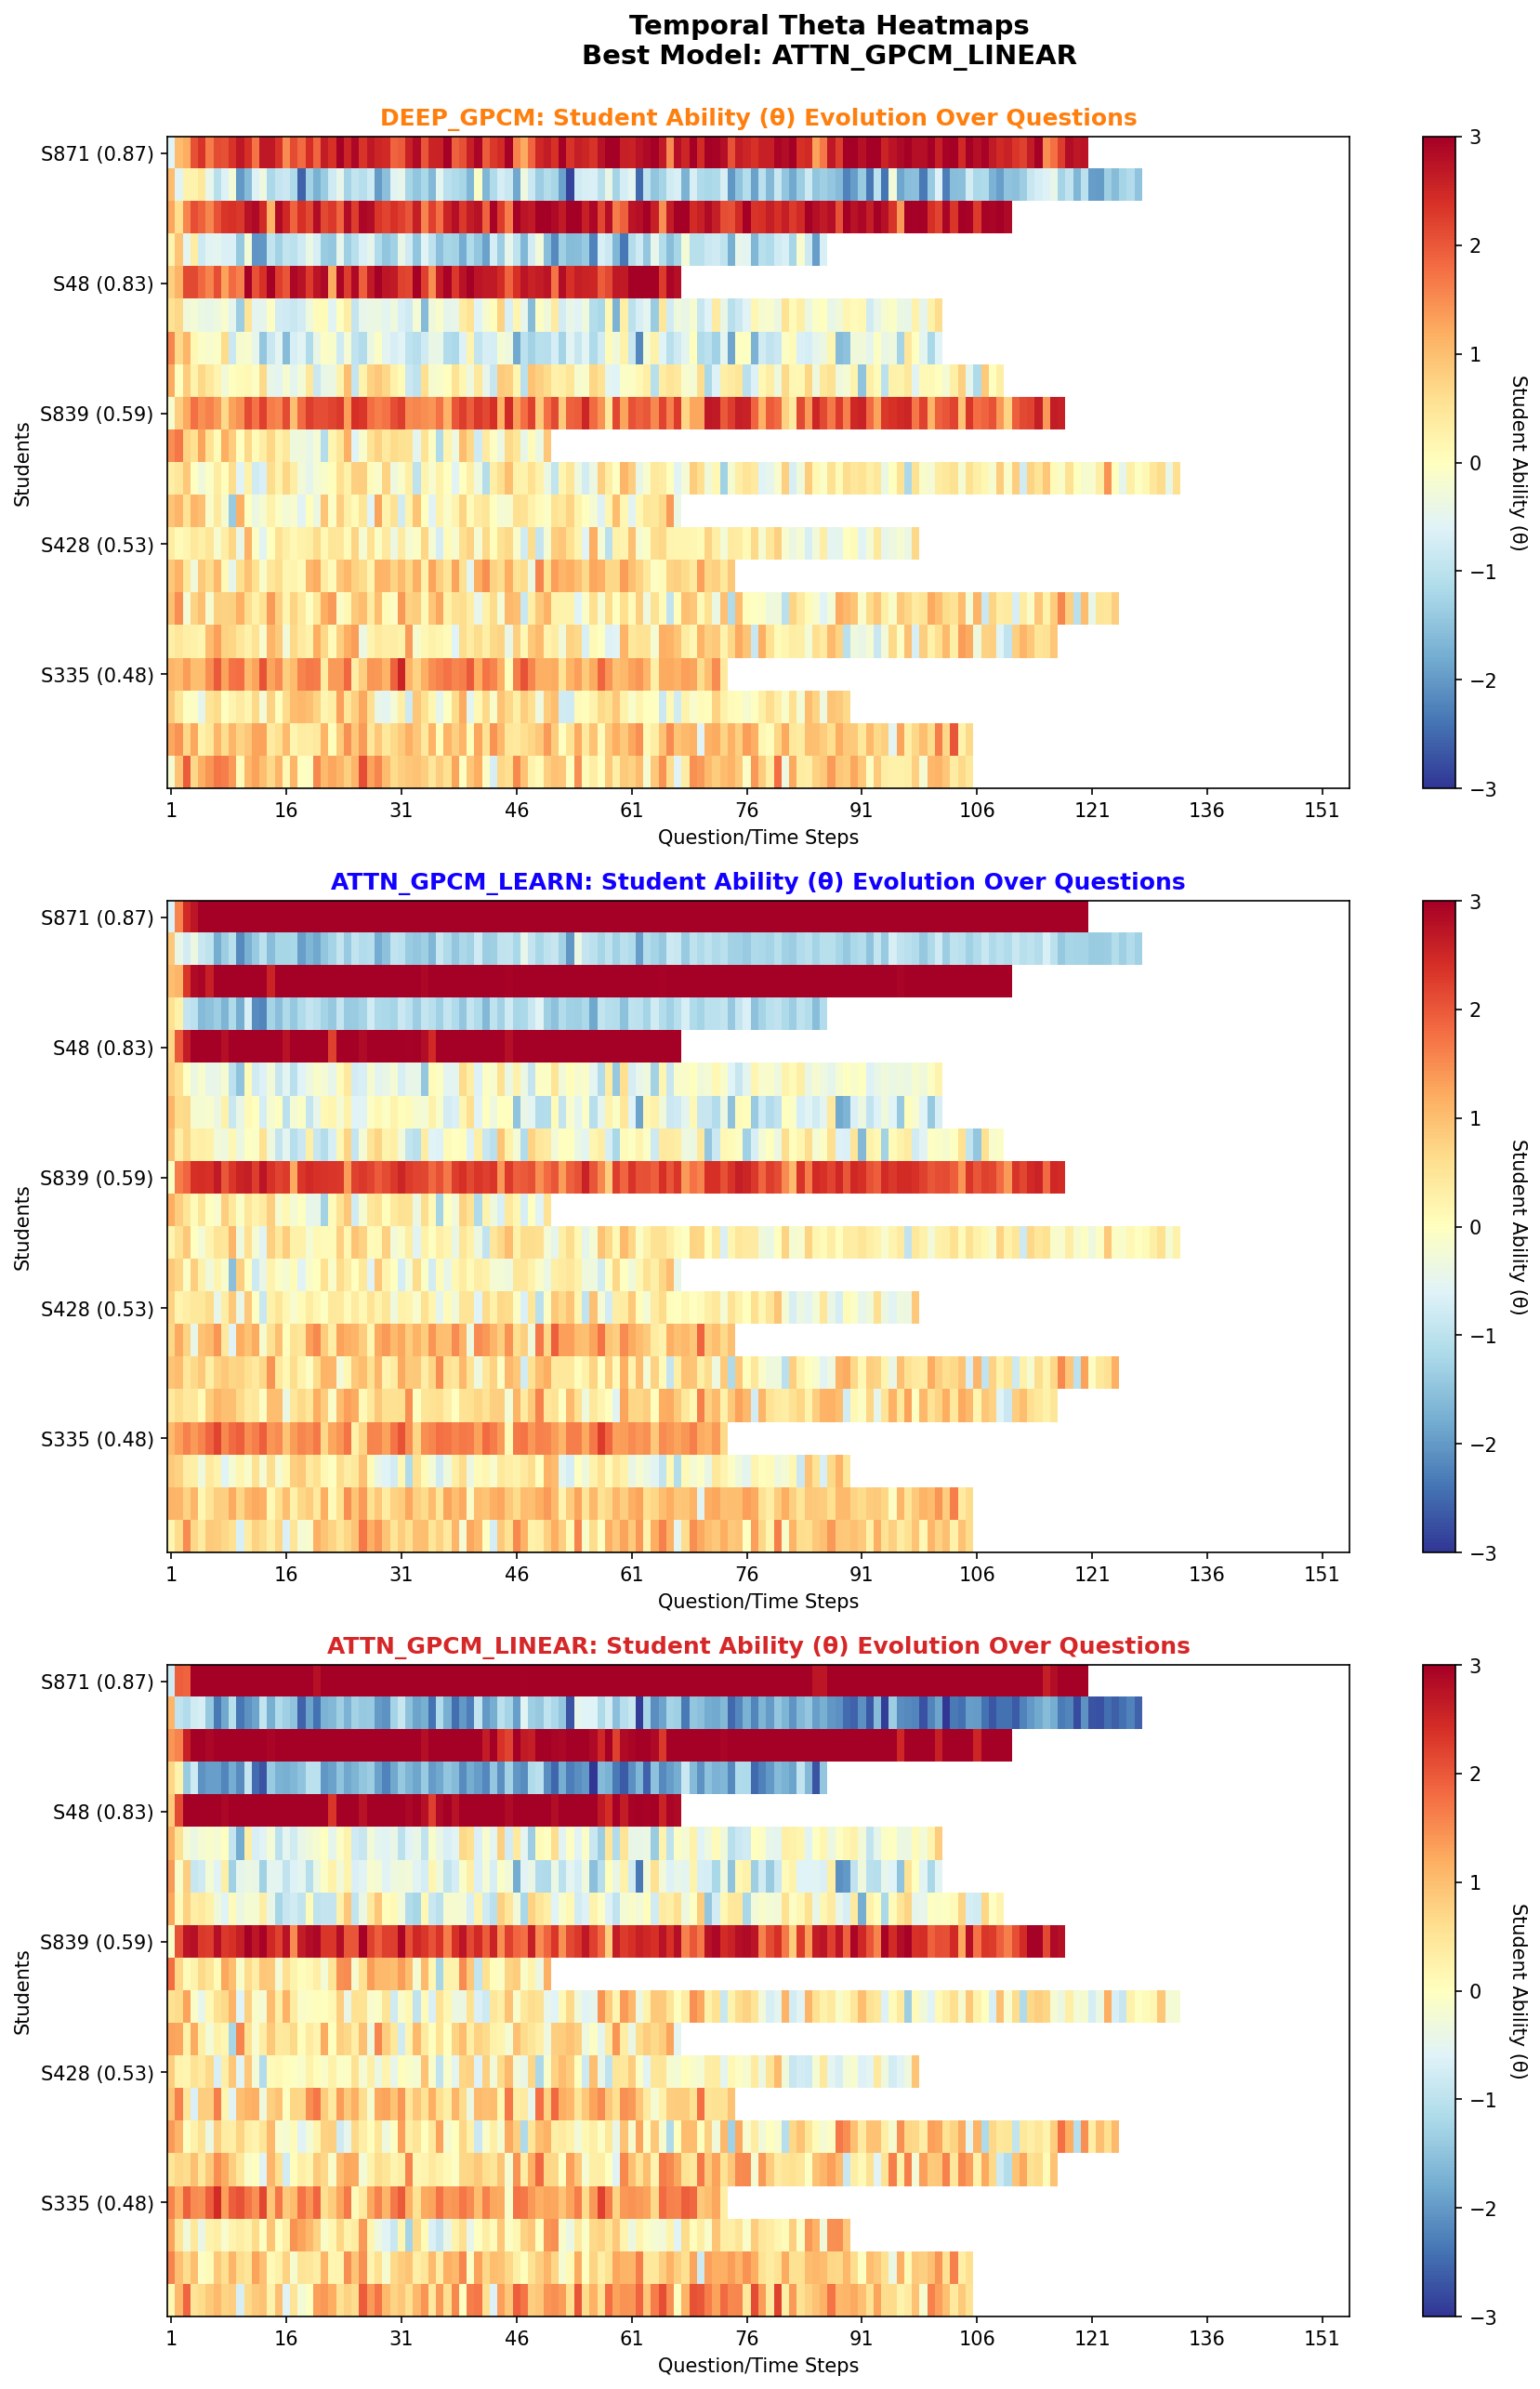 Temporal Theta Heatmaps
Best Model: ATTN_GPCM_LINEAR
DEEP_GPCM: Student Ability (θ) Evolution Over Questions
Students
S871 (0.87)
S48 (0.83)
S839 (0.59)
S428 (0.53)
S335 (0.48)
1 16 31 46 61 76 91 106 121 136 151
Question/Time Steps
3
2
1
0
−1
−2
−3
Student Ability (θ)
ATTN_GPCM_LEARN: Student Ability (θ) Evolution Over Questions
Students
S871 (0.87)
S48 (0.83)
S839 (0.59)
S428 (0.53)
S335 (0.48)
1 16 31 46 61 76 91 106 121 136 151
Question/Time Steps
3
2
1
0
−1
−2
−3
Student Ability (θ)
ATTN_GPCM_LINEAR: Student Ability (θ) Evolution Over Questions
Students
S871 (0.87)
S48 (0.83)
S839 (0.59)
S428 (0.53)
S335 (0.48)
1 16 31 46 61 76 91 106 121 136 151
Question/Time Steps
3
2
1
0
−1
−2
−3
Student Ability (θ)